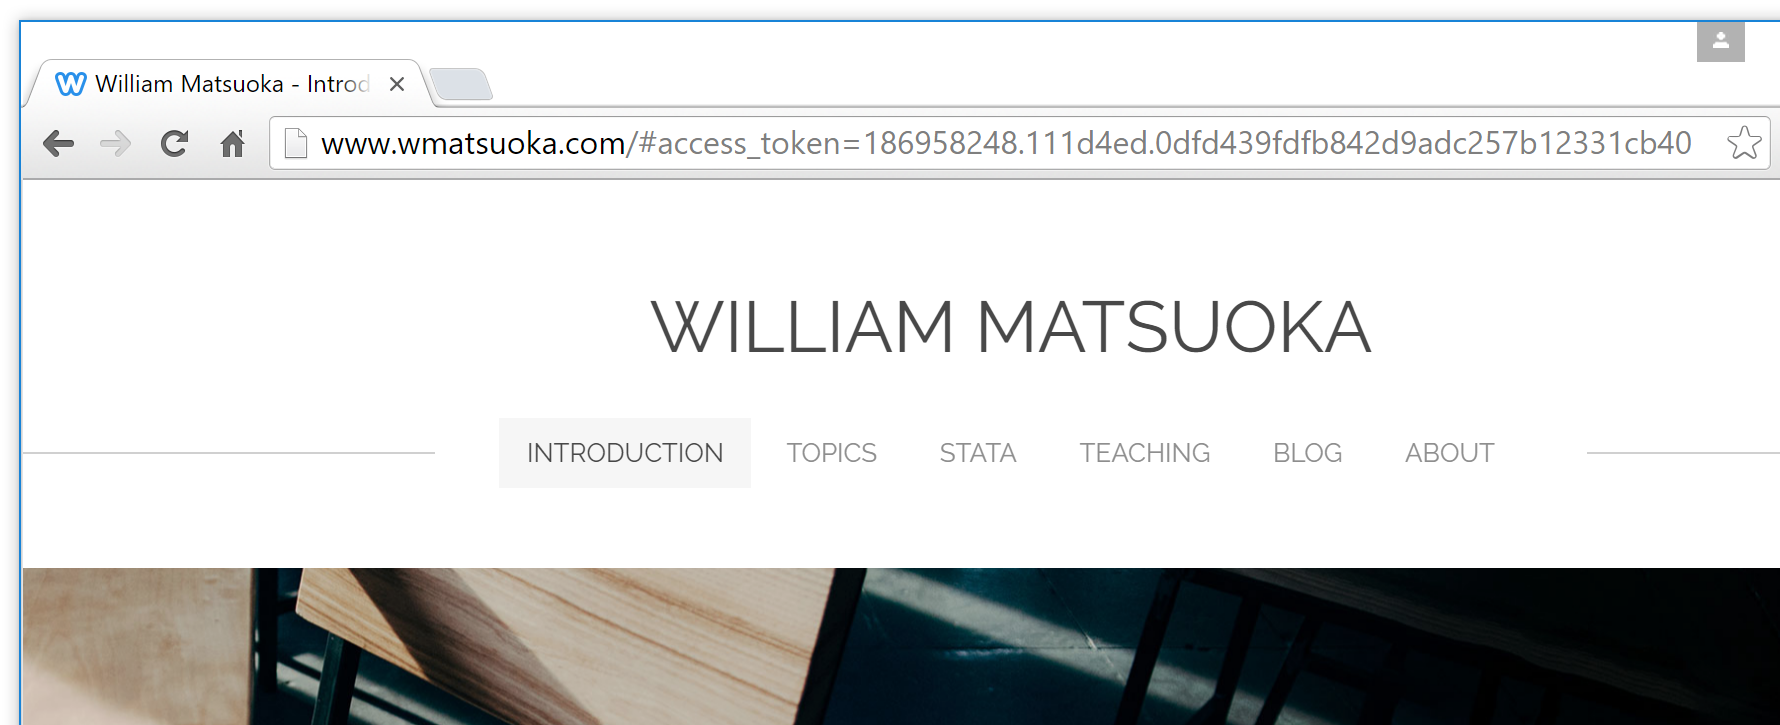 William Matsuoka - Introd
www.wmatsuoka.com/#access_token=186958248.111d4ed.0dfd439fdfb842d9adc257b12331cb40
WILLIAM MATSUOKA
INTRODUCTION TOPICS STATA TEACHING BLOG ABOUT